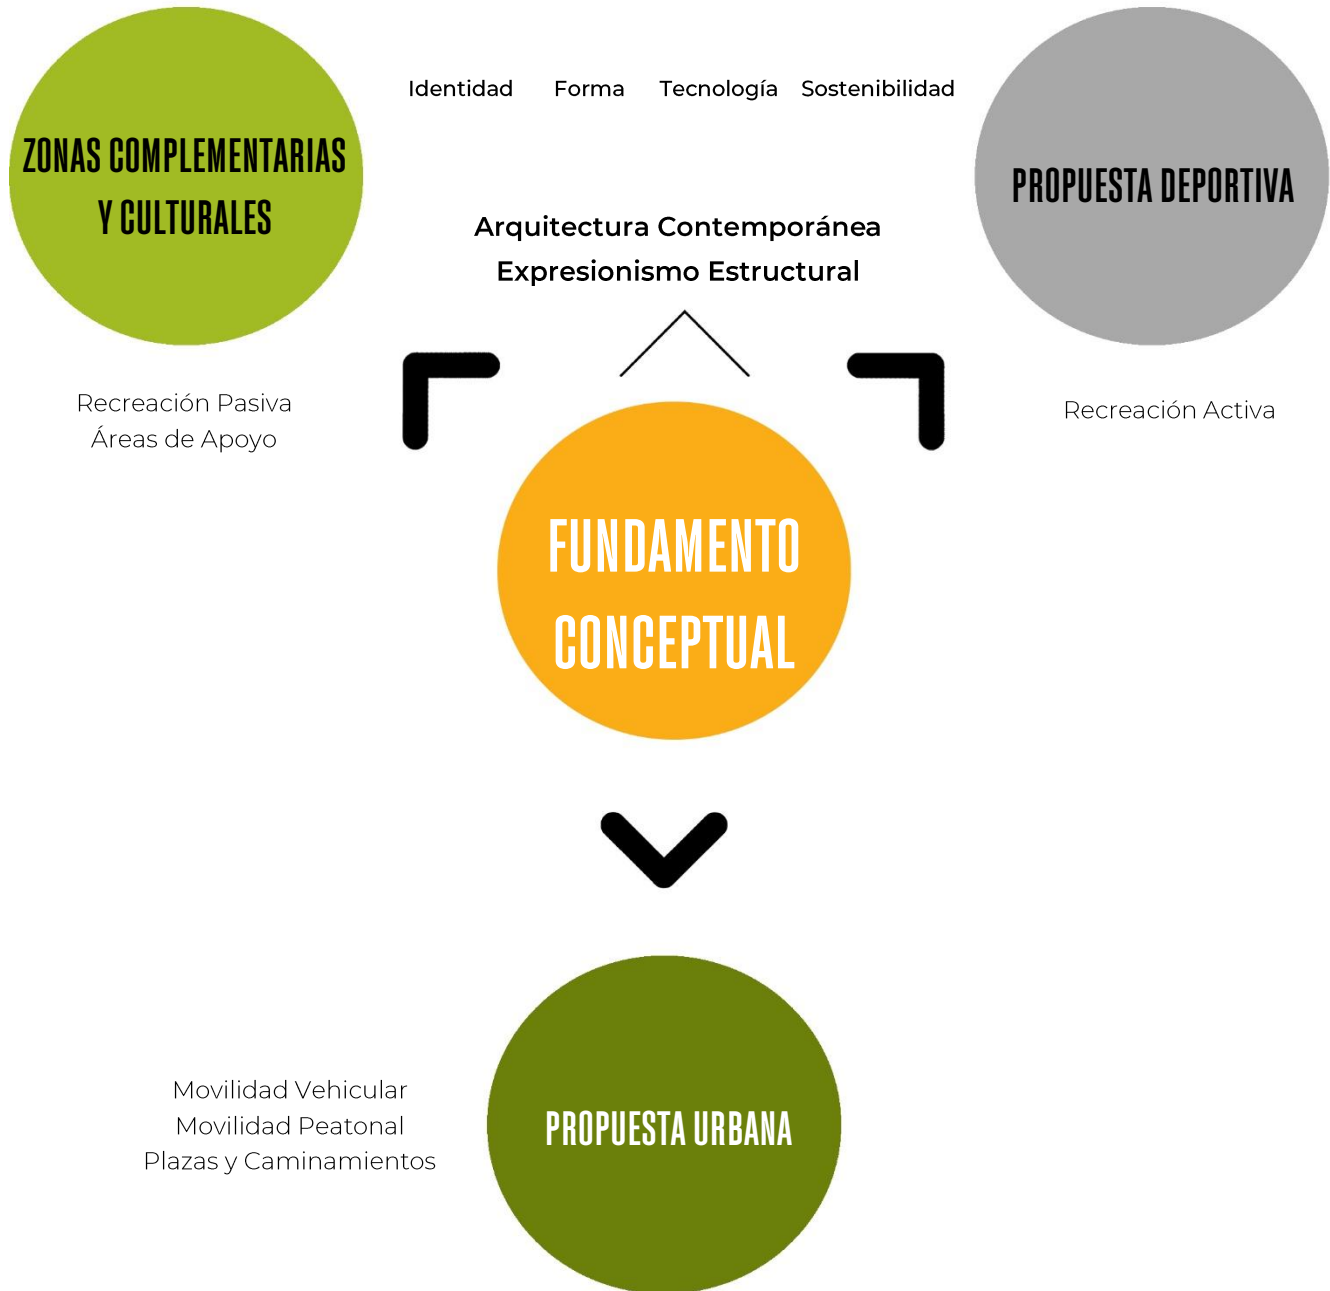 Identidad Forma Tecnología Sostenibilidad
ZONAS COMPLEMENTARIAS
Y CULTURALES
PROPUESTA DEPORTIVA
Arquitectura Contemporánea
Expresionismo Estructural
Recreación Pasiva
Áreas de Apoyo
Recreación Activa
FUNDAMENTO
CONCEPTUAL
Movilidad Vehicular
Movilidad Peatonal
Plazas y Caminamientos
PROPUESTA URBANA